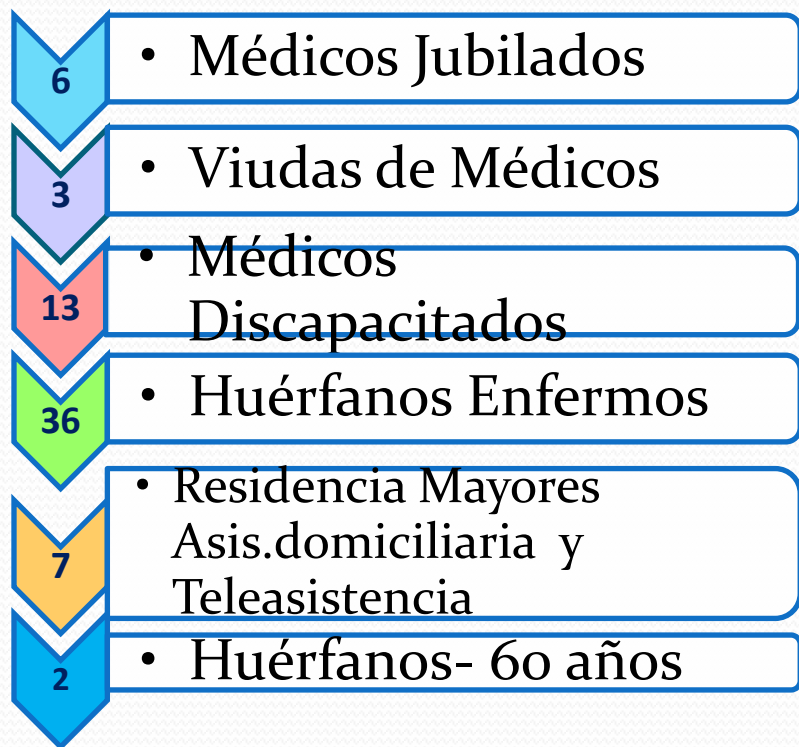 6
• Médicos Jubilados
3
• Viudas de Médicos
13
• Médicos
Discapacitados
36
• Huérfanos Enfermos
7
• Residencia Mayores
Asis.domiciliaria y
Teleasistencia
2
• Huérfanos- 60 años